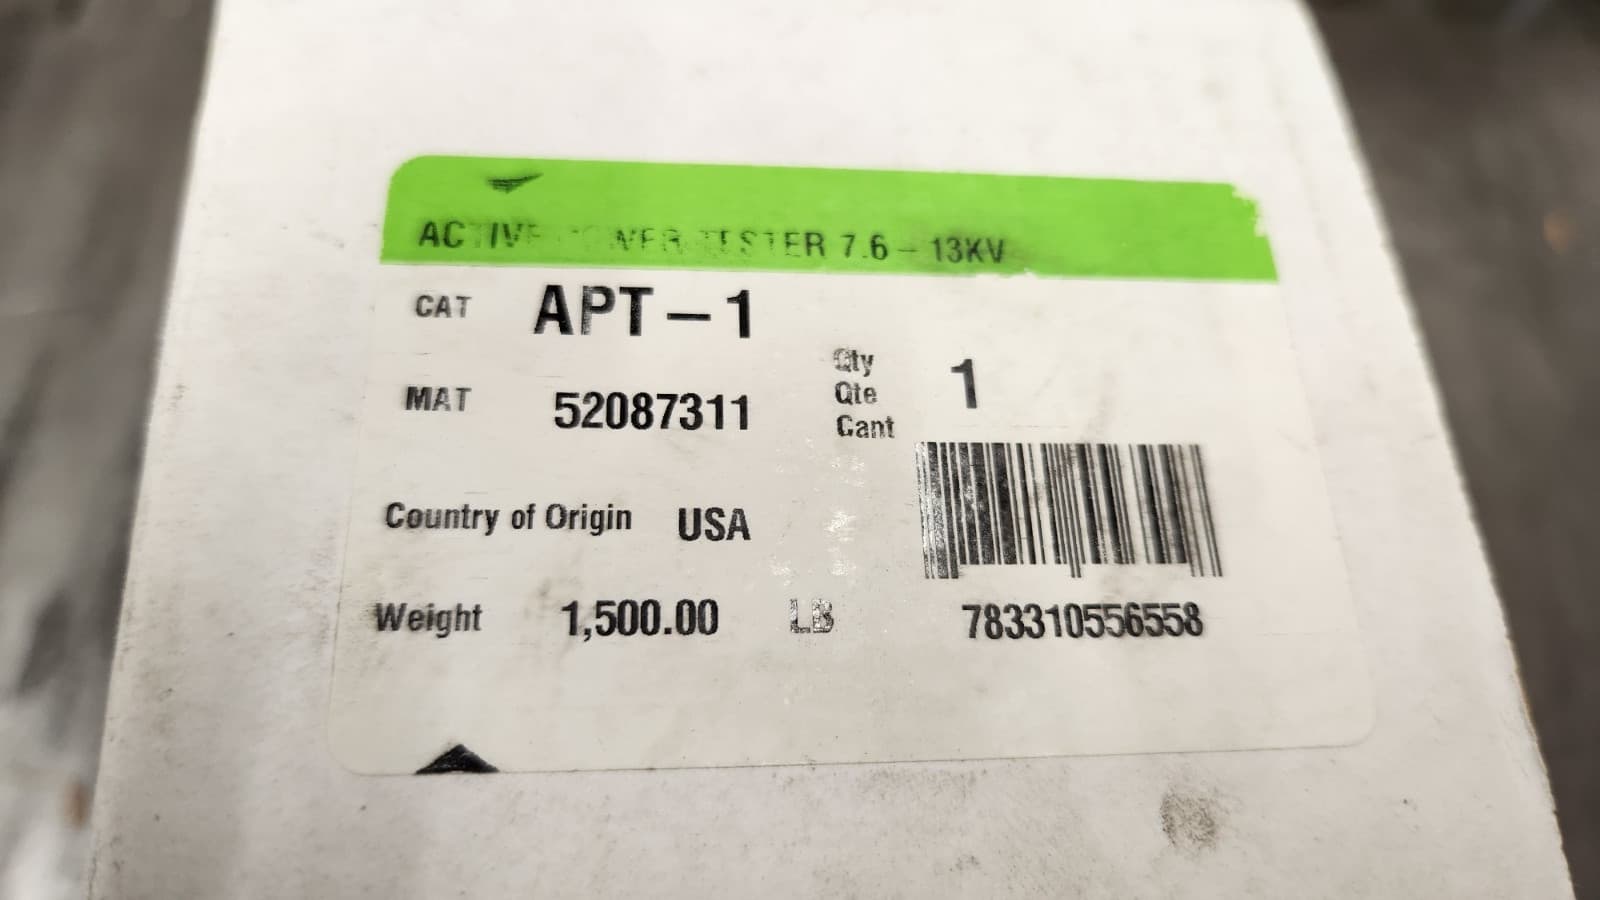 ACTIVE POWER TESTER 7.6 - 13KV
CAT APT-1
Qty
Qte 1
Cant
MAT 52087311
Country of Origin USA
Weight 1,500.00 LB
783310556558